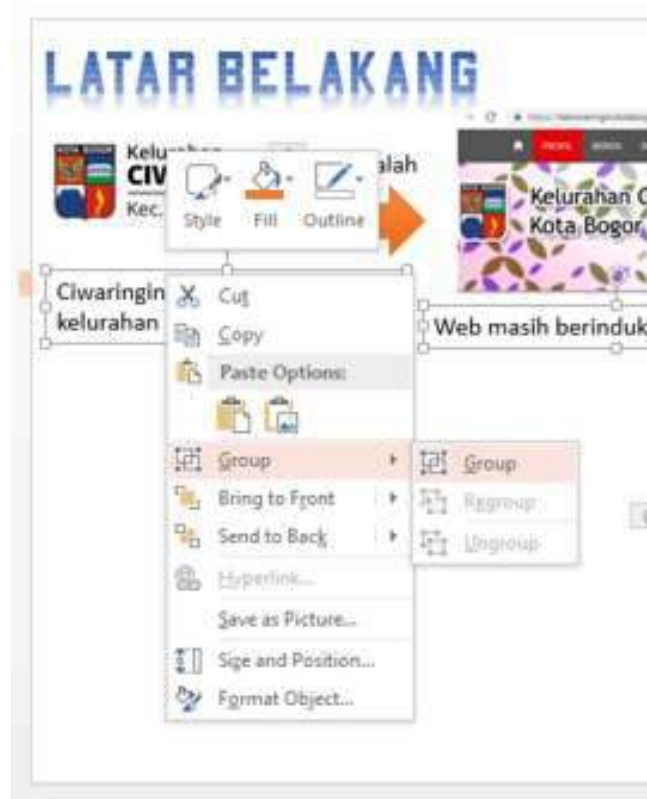 LATAR BELAKANG
CIV
Kec.
alah
Style Fill Outline
PROFIL
Kelurahan C
Kota Bogor
Ciwaringin
kelurahan
Web masih berinduk
Cut
Copy
Paste Options:
Group
Bring to Front
Send to Back
Hyperlink...
Save as Picture...
Size and Position...
Format Object...
Group
Regroup
Ungroup